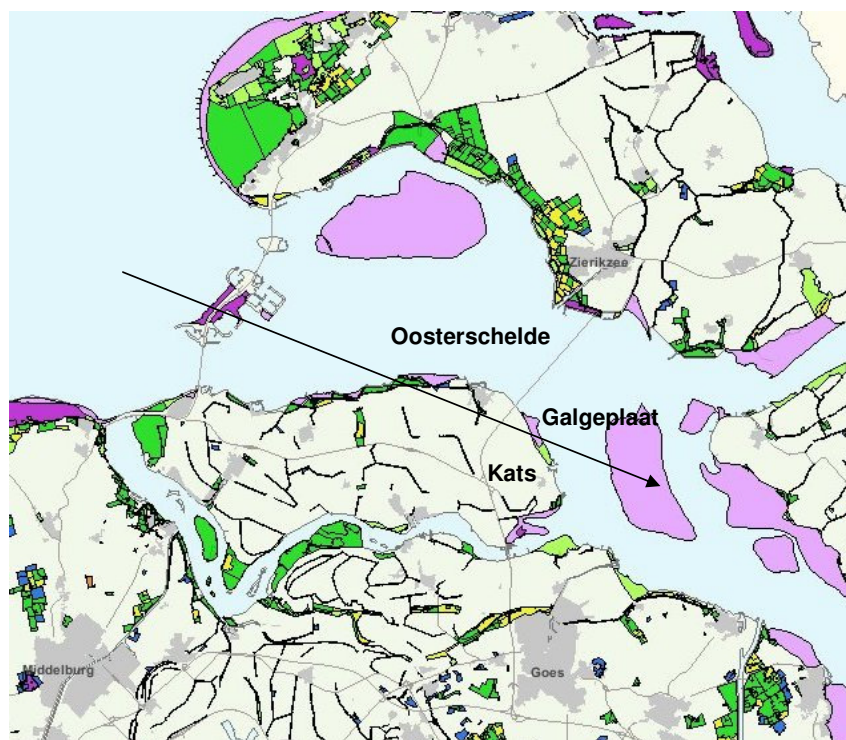 Zierikzee
Oosterschelde
Galgeplaat
Kats
Middelburg
Goes